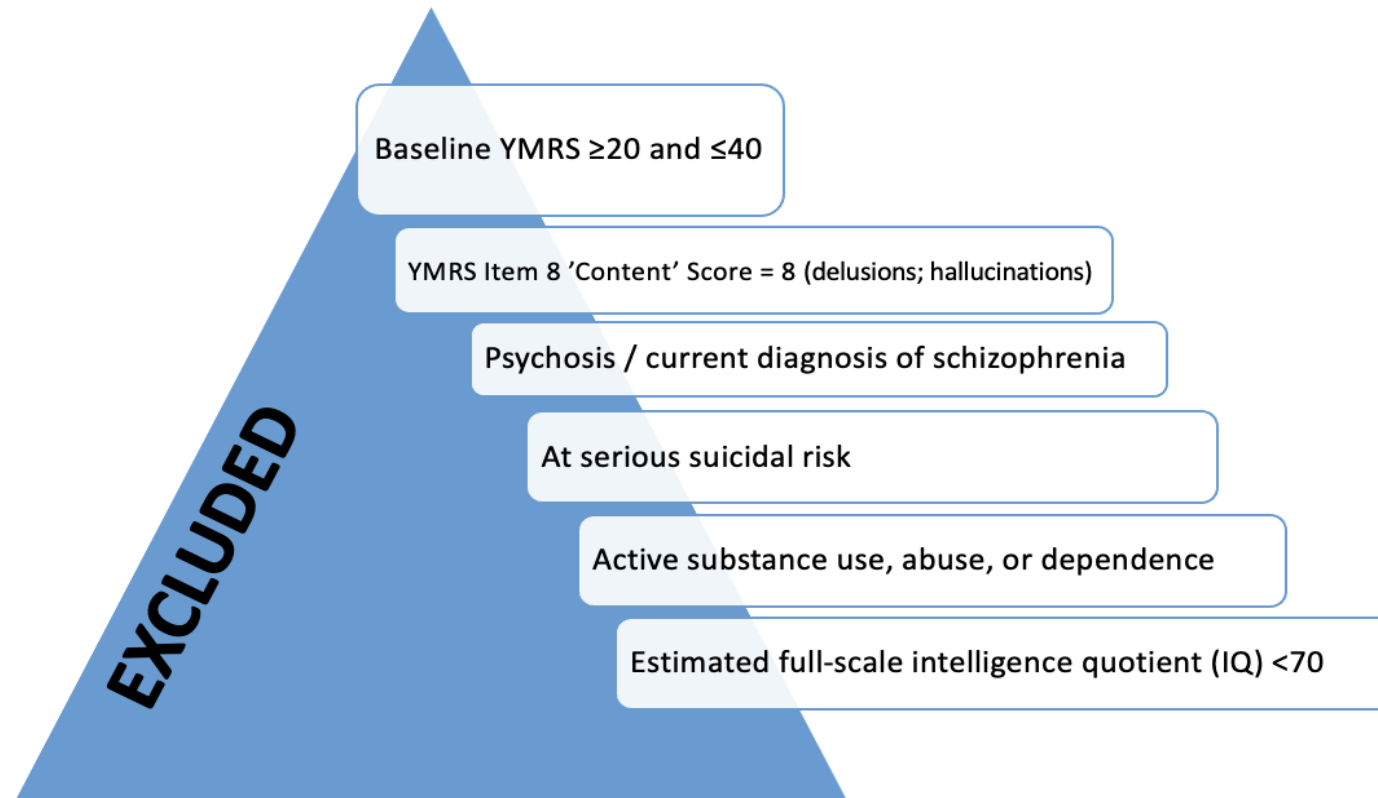 Baseline YMRS ≥20 and ≤40
YMRS Item 8 ’Content’ Score = 8 (delusions; hallucinations)
Psychosis / current diagnosis of schizophrenia
At serious suicidal risk
Active substance use, abuse, or dependence
Estimated full-scale intelligence quotient (IQ) <70
EXCLUDED